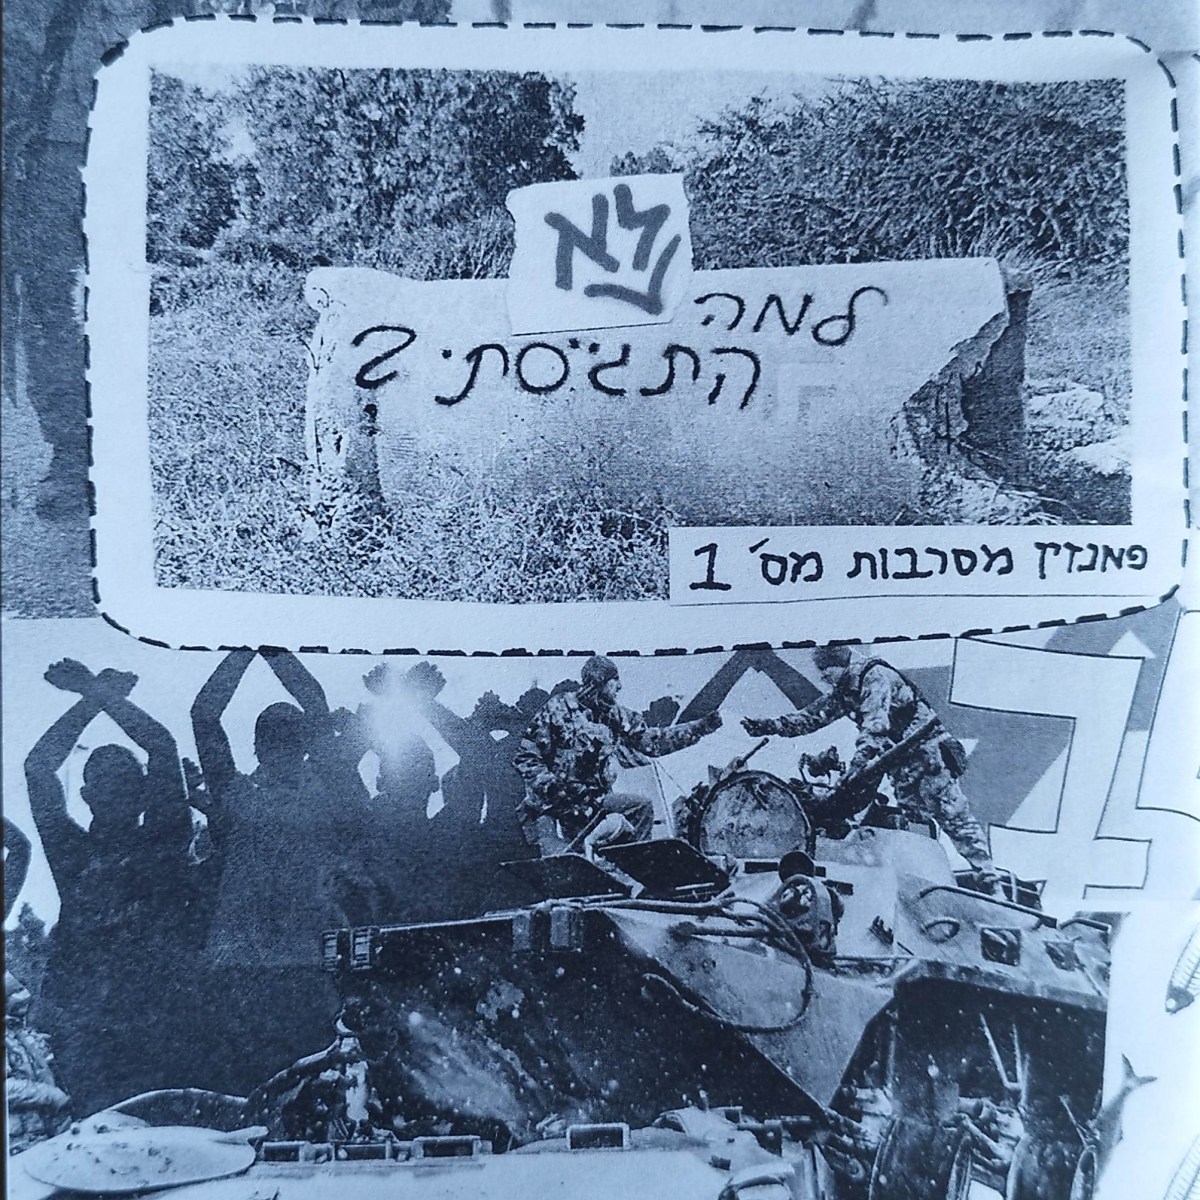 למה לא
התגייסתי?
פאנזין מסרבות מס׳ 1